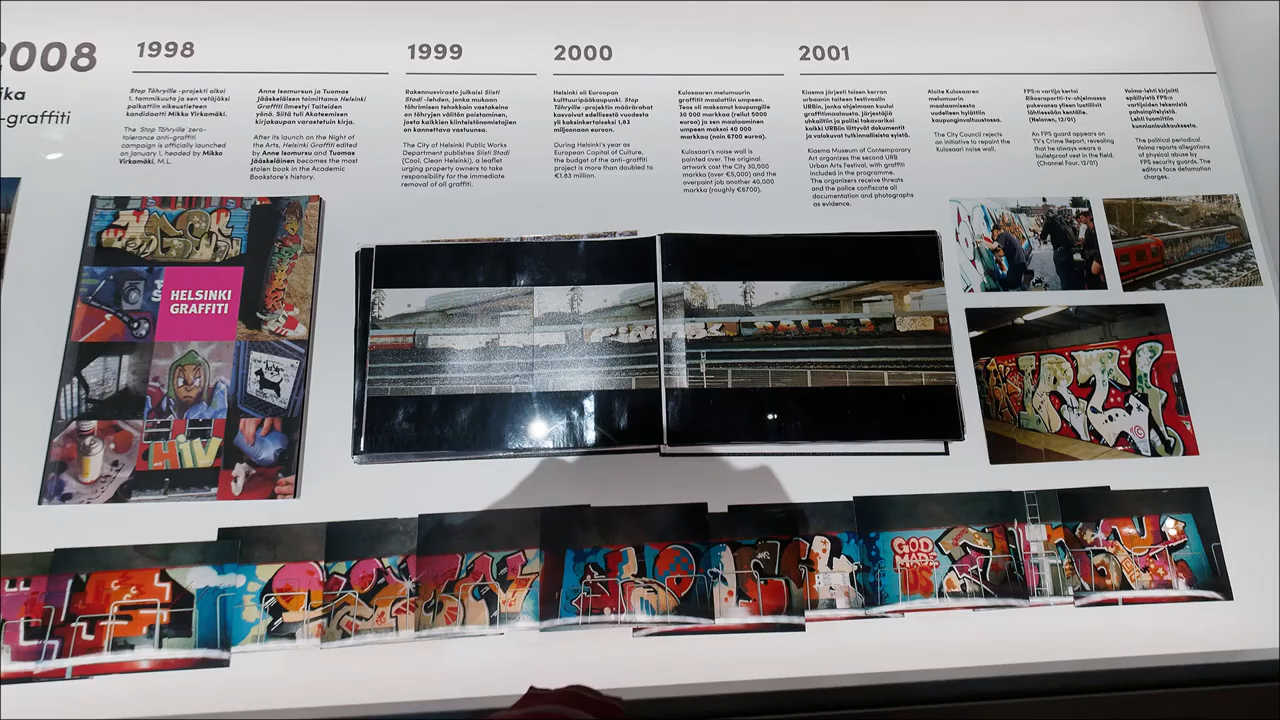 2008
ika
-graffiti
1998
Stop Töhryille -projekti alkoi
1. tammikuuta ja sen vetäjäksi
palkattiin oikeustieteen
kandidaatti Mikko Virkamäki.
The 'Stop Töhryille' zero-
tolerance anti-graffiti
campaign is officially launched
on January 1, headed by Mikko
Virkamäki, M.L.
Anne Isomursun ja Tuomas
Jääskeläisen toimittama Helsinki
Graffiti ilmestyi Taiteiden
yönä. Siitä tuli Akateemisen
kirjakaupan varastetuin kirja.
After its launch on the Night of
the Arts, Helsinki Graffiti edited
by Anne Isomursu and Tuomas
Jääskeläinen becomes the most
stolen book in the Academic
Bookstore's history.
1999
Rakennusvirasto julkaisi Siisti
Stadi -lehden, jonka mukaan
töhrimisen tehokkain vastakeino
on töhryjen välitön poistaminen,
josta kaikkien kiinteistönomistajien
on kannettava vastuunsa.
The City of Helsinki Public Works
Department publishes Siisti Stadi
(Cool, Clean Helsinki), a leaflet
urging property owners to take
responsibility for the immediate
removal of all graffiti.
2000
Helsinki oli Euroopan
kulttuuripääkaupunki. Stop
Töhryille -projektin määrärahat
kasvoivat edellisestä vuodesta
yli kaksinkertaisiksi, 1,83
miljoonaan euroon.
During Helsinki's year as
European Capital of Culture,
the budget of the anti-graffiti
project is more than doubled to
€1.83 million.
Kulosaaren melumuurin
graffitit maalattiin umpeen.
Teos oli maksanut kaupungille
30 000 markkaa (reilut 5000
euroa) ja sen maalaaminen
umpeen maksoi 40 000
markkaa (noin 6700 euroa).
Kulosaari's noise wall is
painted over. The original
artwork cost the City 30,000
markka (over €5,000) and the
overpaint job another 40,000
markka (roughly €6700).
2001
Kiasma järjesti toisen kerran
urbaanin taiteen festivaalin
URBin, jonka ohjelmaan kuului
graffitimaalausta. Järjestäjiä
uhkailtiin ja poliisi takavarikoi
kaikki URBiin liittyvät dokumentit
ja valokuvat tutkinnallisista syistä.
Kiasma Museum of Contemporary
Art organizes the second URB
Urban Arts Festival, with graffiti
included in the programme.
The organizers receive threats
and the police confiscate all
documentation and photographs
as evidence.
Aloite Kulosaaren
melumuurin
maalaamisesta
uudelleen hylättiin
kaupunginvaltuustossa.
The City Council rejects
an initiative to repaint the
Kulosaari noise wall.
FPS:n vartija kertoi
Rikosraportti-tv-ohjelmassa
pukevansa yleen luotiliivit
lähtiessään kentälle.
(Nelonen, 12/01)
An FPS guard appears on
TV's Crime Report, revealing
that he always wears a
bulletproof vest in the field.
(Channel Four, 12/01)
Voima-lehti kirjoitti
epäillyistä FPS:n
vartijoiden tekemistä
pahoinpitelyistä.
Lehti tuomittiin
kunnianloukkauksesta.
The political periodical
Voima reports allegations
of physical abuse by
FPS security guards. The
editors face defamation
charges.
HELSINKI
GRAFFITI
HIV
GOD
MADE
US